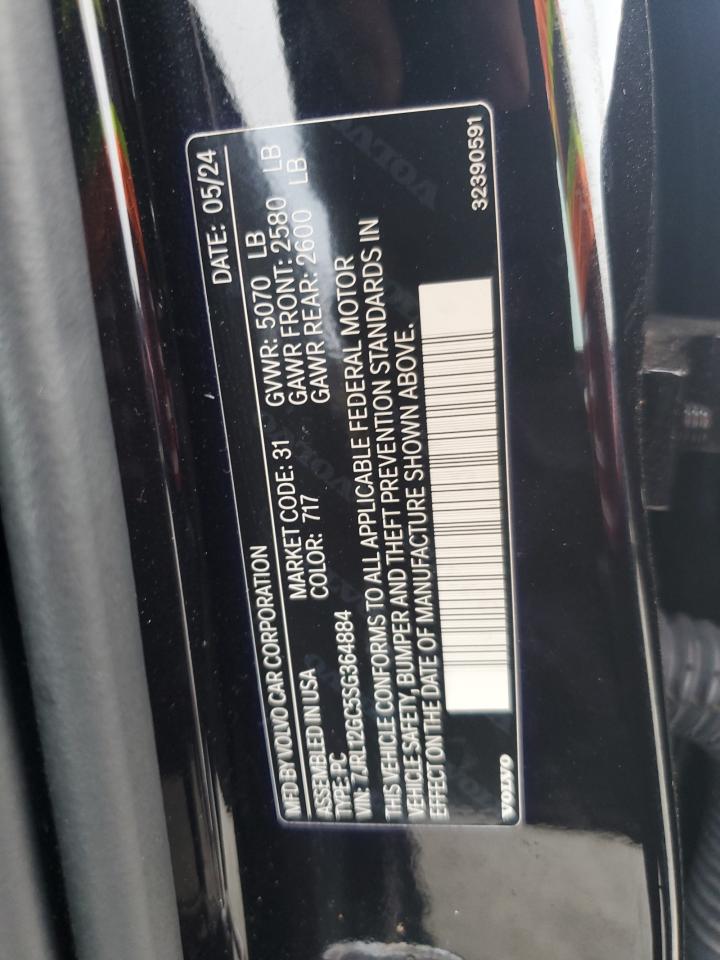 MFD BY VOLVO CAR CORPORATION DATE: 05/24
ASSEMBLED IN USA MARKET CODE: 31 GVWR: 5070 LB
TYPE: PC COLOR: 717 GAWR FRONT: 2580 LB
VIN: 7JRL12GC5SG364884 GAWR REAR: 2600 LB
THIS VEHICLE CONFORMS TO ALL APPLICABLE FEDERAL MOTOR
VEHICLE SAFETY, BUMPER AND THEFT PREVENTION STANDARDS IN
EFFECT ON THE DATE OF MANUFACTURE SHOWN ABOVE.
VOLVO 32390591